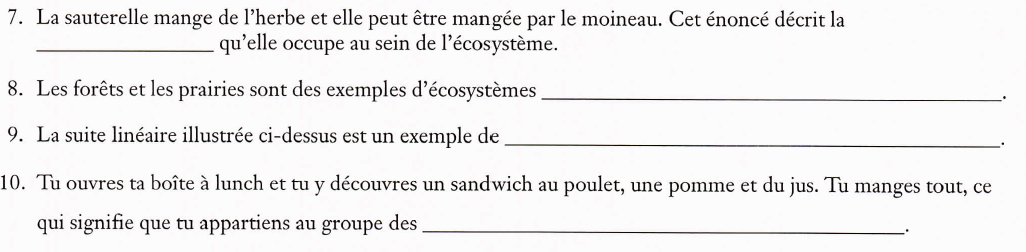 7. La sauterelle mange de l'herbe et elle peut être mangée par le moineau. Cet énoncé décrit la
_______________ qu'elle occupe au sein de l'écosystème.
8. Les forêts et les prairies sont des exemples d'écosystèmes _______________.
9. La suite linéaire illustrée ci-dessus est un exemple de _______________.
10. Tu ouvres ta boîte à lunch et tu y découvres un sandwich au poulet, une pomme et du jus. Tu manges tout, ce
qui signifie que tu appartiens au groupe des _______________.